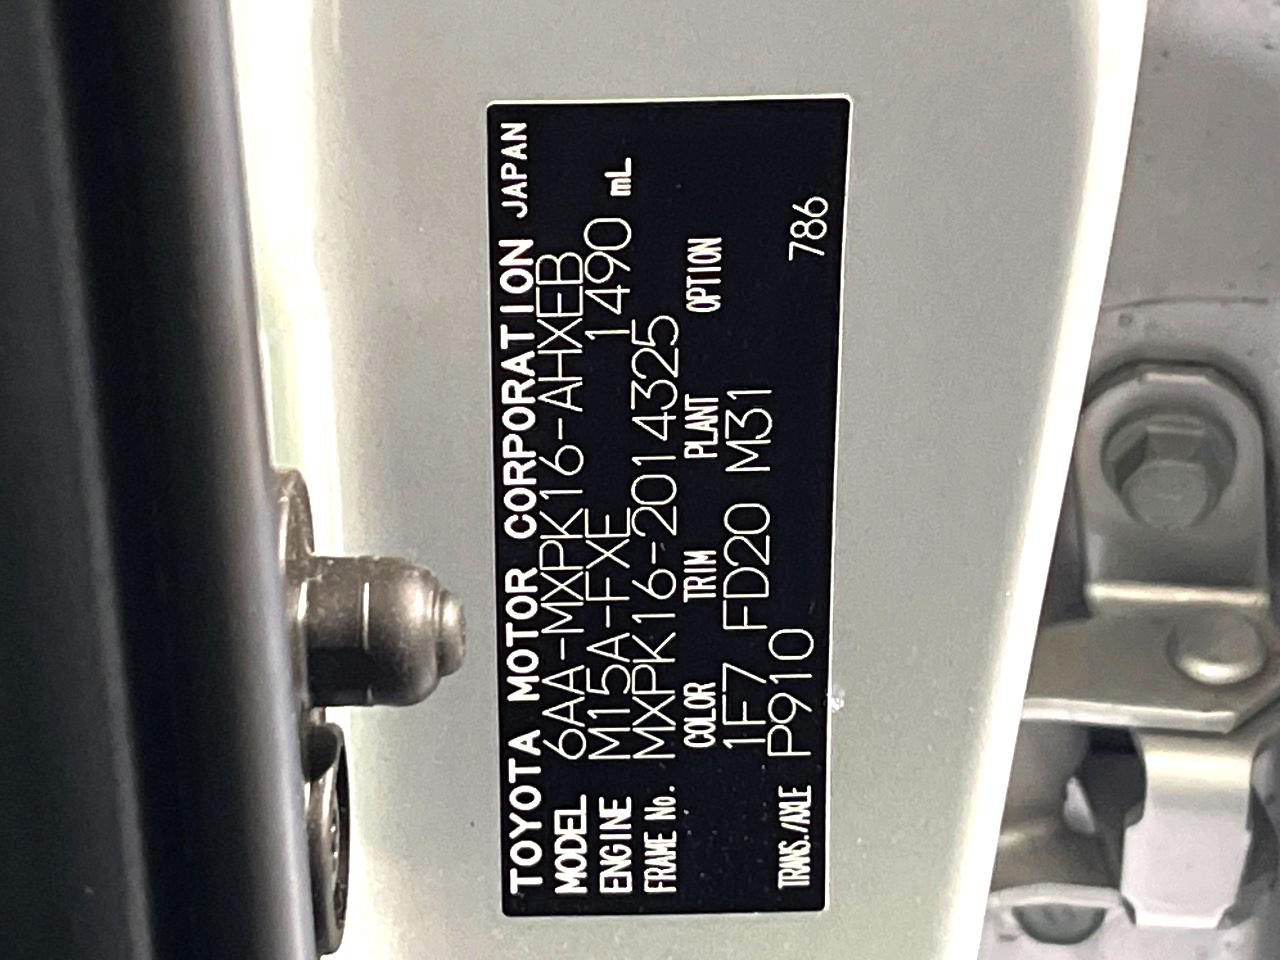 TOYOTA MOTOR CORPORATION JAPAN
MODEL 6AA-MXPK16-AHXEB
ENGINE M15A-FXE 1490 mL
FRAME No. MXPK16-2014325
COLOR TRIM PLANT OPTION
1F7 FD20 M31
TRANS./AXLE P910 786